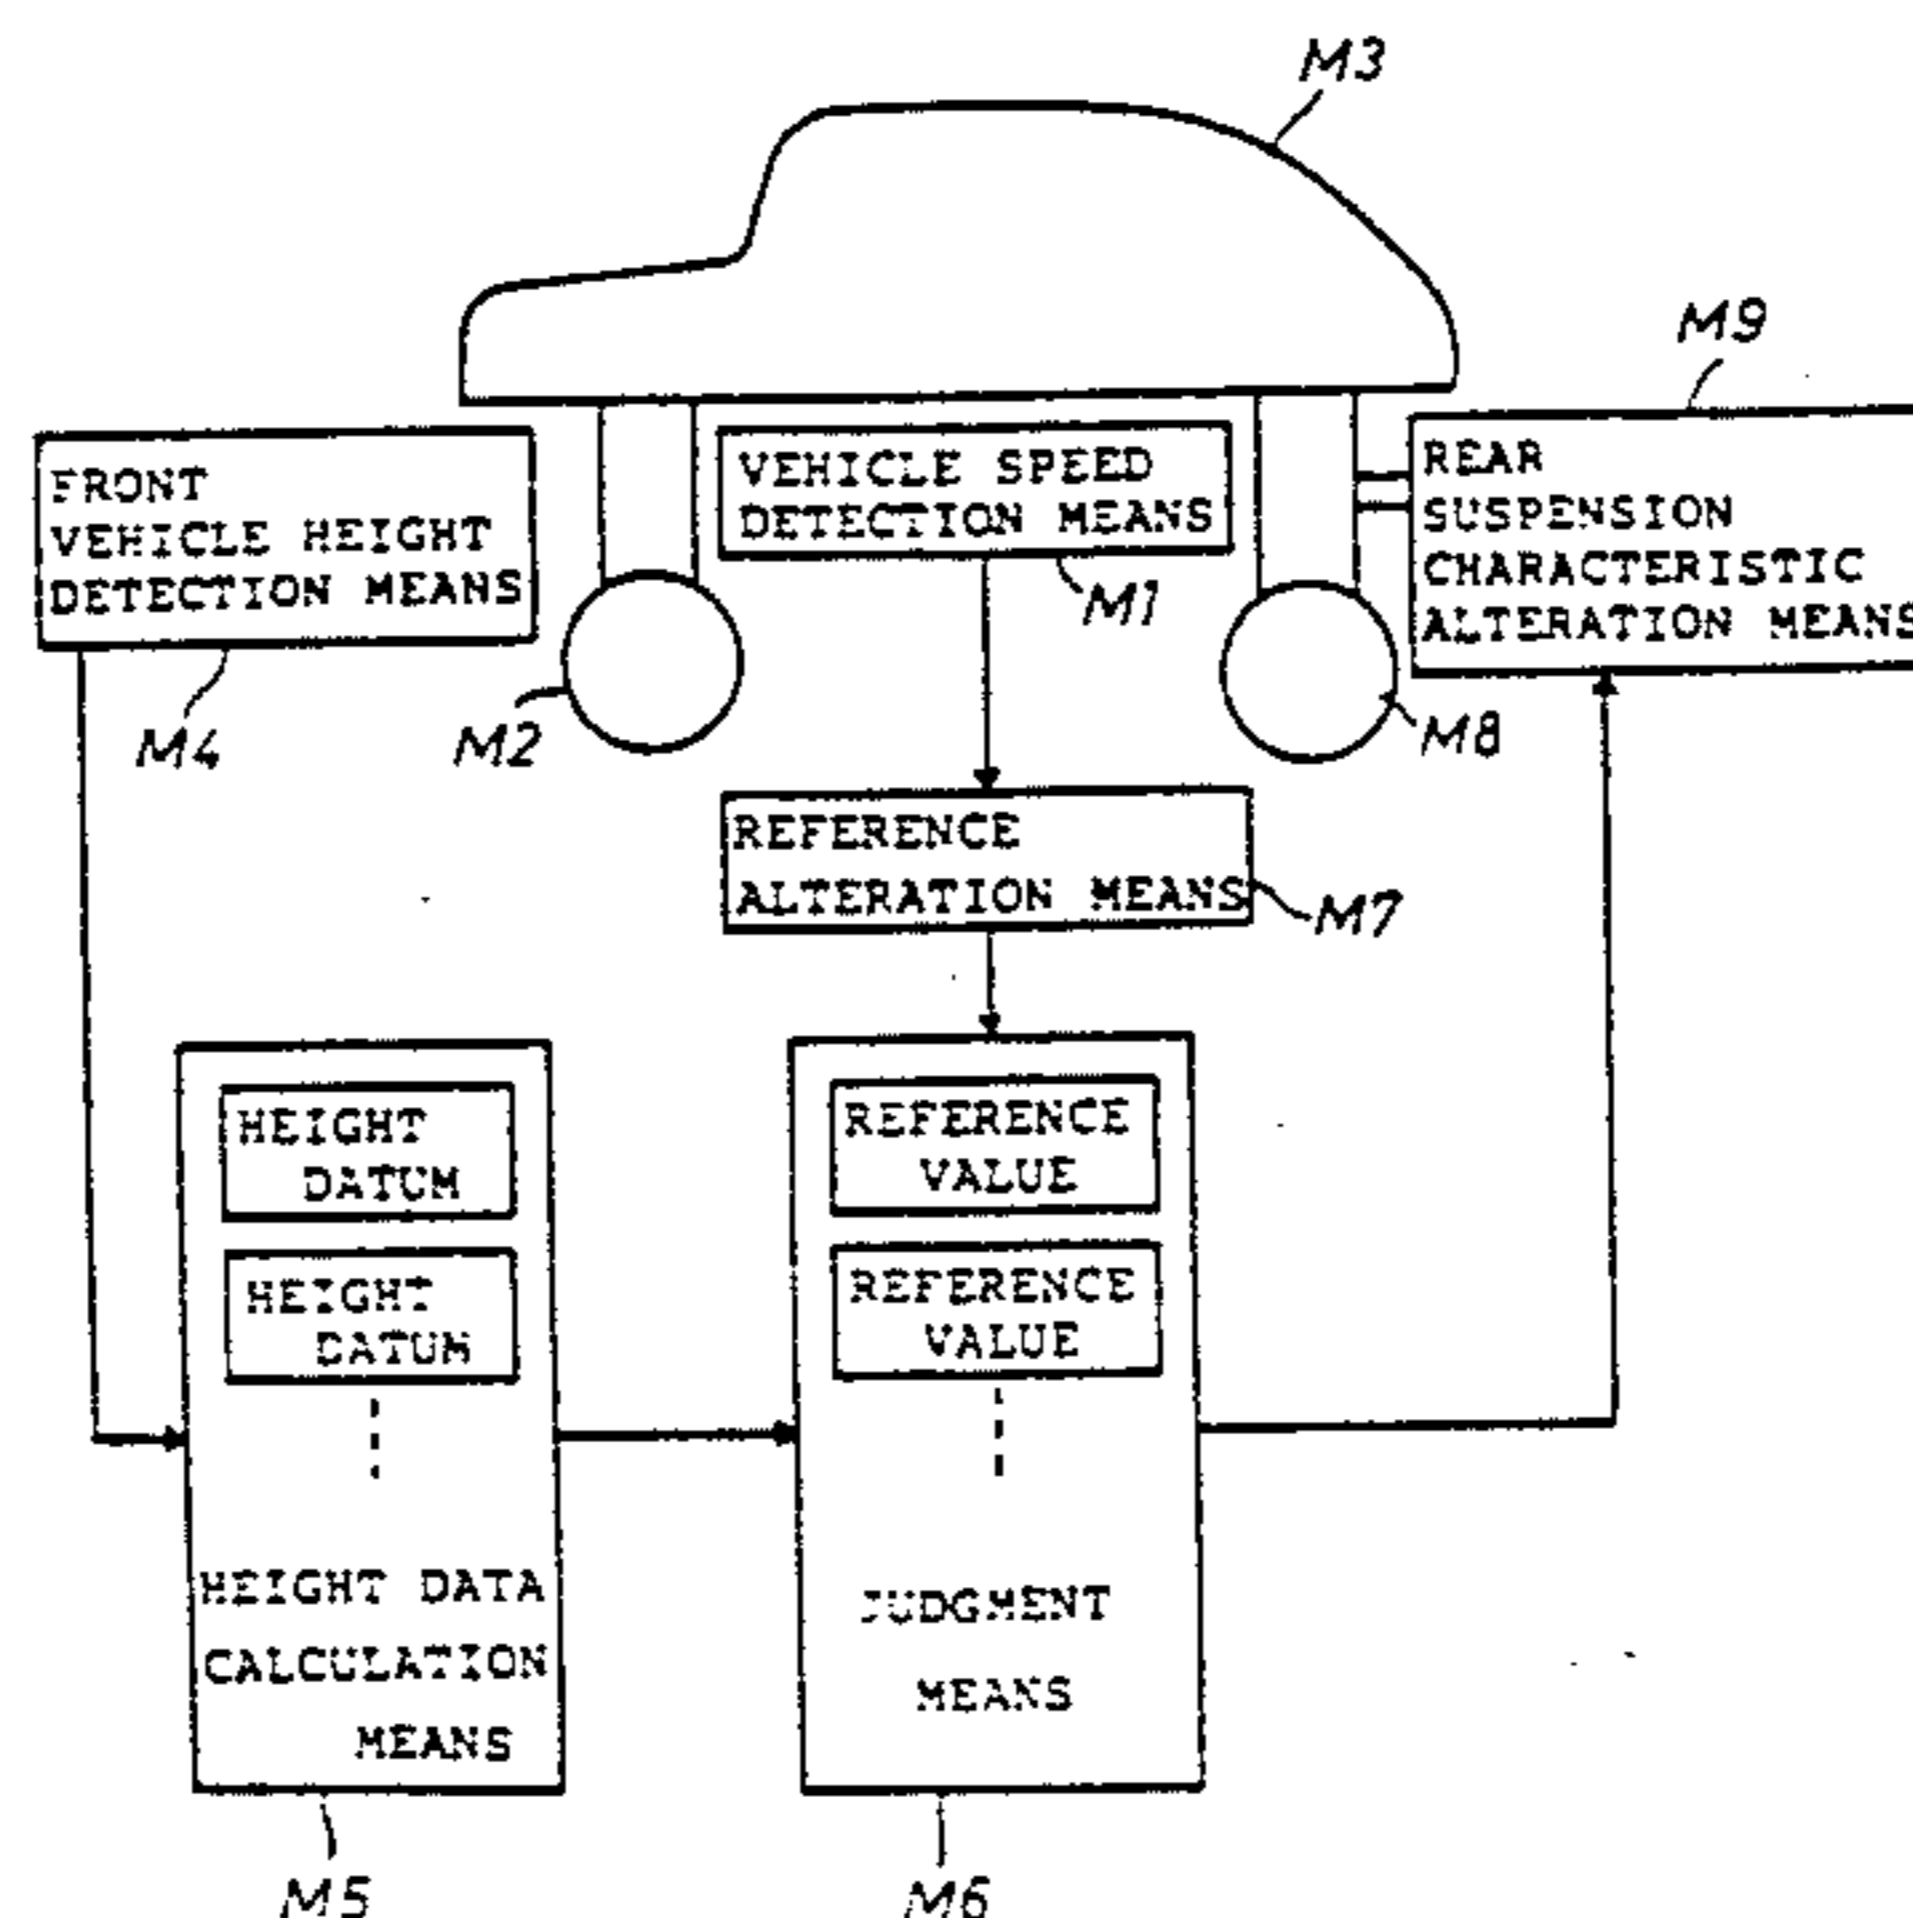 M3
M9
FRONT
VEHICLE HEIGHT
DETECTION MEANS
VEHICLE SPEED
DETECTION MEANS
REAR
SUSPENSION
CHARACTERISTIC
ALTERATION MEANS
M1
M4
M2
M8
REFERENCE
ALTERATION MEANS
M7
HEIGHT
DATUM
HEIGHT
DATUM
HEIGHT DATA
CALCULATION
MEANS
REFERENCE
VALUE
REFERENCE
VALUE
JUDGMENT
MEANS
M5
M6